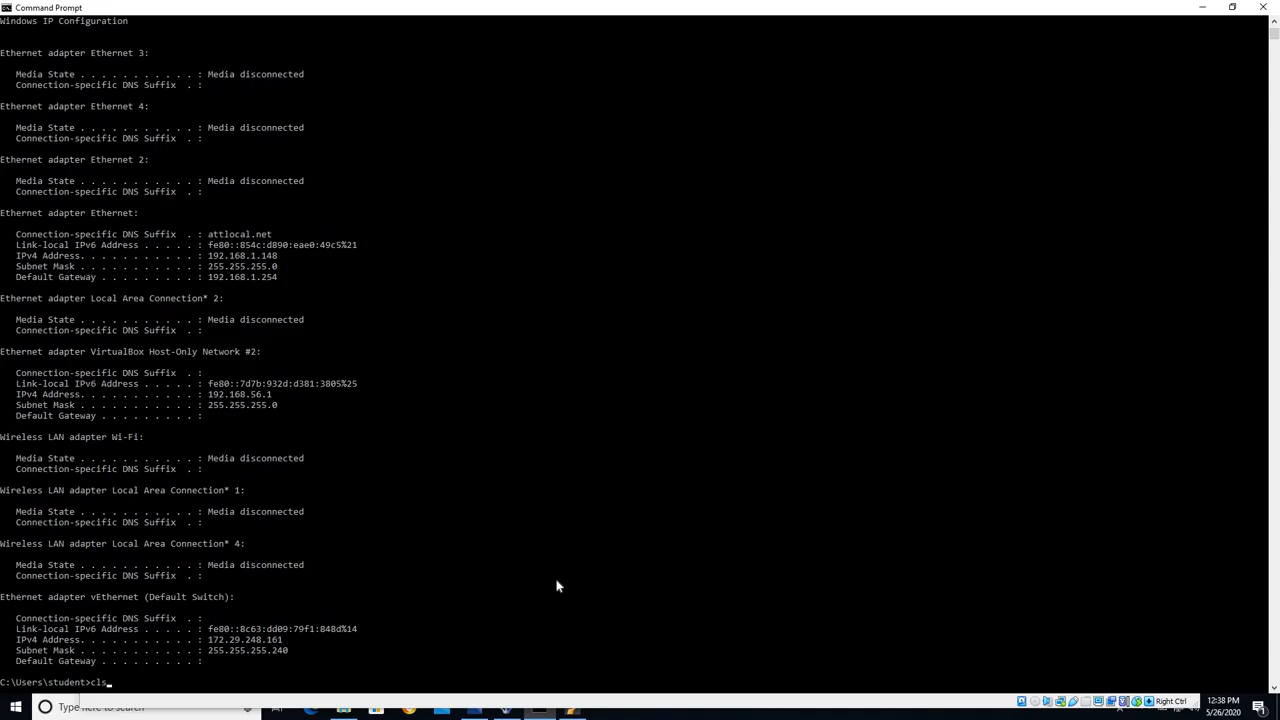 Command Prompt
Windows IP Configuration
Ethernet adapter Ethernet 3:
Media State . . . . . . . . . . . : Media disconnected
Connection-specific DNS Suffix  . :
Ethernet adapter Ethernet 4:
Media State . . . . . . . . . . . : Media disconnected
Connection-specific DNS Suffix  . :
Ethernet adapter Ethernet 2:
Media State . . . . . . . . . . . : Media disconnected
Connection-specific DNS Suffix  . :
Ethernet adapter Ethernet:
Connection-specific DNS Suffix  . : attlocal.net
Link-local IPv6 Address . . . . . : fe80::854c:d890:eae0:49c5%21
IPv4 Address. . . . . . . . . . . : 192.168.1.148
Subnet Mask . . . . . . . . . . . : 255.255.255.0
Default Gateway . . . . . . . . . : 192.168.1.254
Ethernet adapter Local Area Connection* 2:
Media State . . . . . . . . . . . : Media disconnected
Connection-specific DNS Suffix  . :
Ethernet adapter VirtualBox Host-Only Network #2:
Connection-specific DNS Suffix  . :
Link-local IPv6 Address . . . . . : fe80::7d7b:932d:d381:3805%25
IPv4 Address. . . . . . . . . . . : 192.168.56.1
Subnet Mask . . . . . . . . . . . : 255.255.255.0
Default Gateway . . . . . . . . . :
Wireless LAN adapter Wi-Fi:
Media State . . . . . . . . . . . : Media disconnected
Connection-specific DNS Suffix  . :
Wireless LAN adapter Local Area Connection* 1:
Media State . . . . . . . . . . . : Media disconnected
Connection-specific DNS Suffix  . :
Wireless LAN adapter Local Area Connection* 4:
Media State . . . . . . . . . . . : Media disconnected
Connection-specific DNS Suffix  . :
Ethernet adapter vEthernet (Default Switch):
Connection-specific DNS Suffix  . :
Link-local IPv6 Address . . . . . : fe80::8c63:dd09:79f1:848d%14
IPv4 Address. . . . . . . . . . . : 172.29.248.161
Subnet Mask . . . . . . . . . . . : 255.255.255.240
Default Gateway . . . . . . . . . :
C:\Users\student>cls
Type here to search
Right Ctrl
12:38 PM
5/26/2020
1